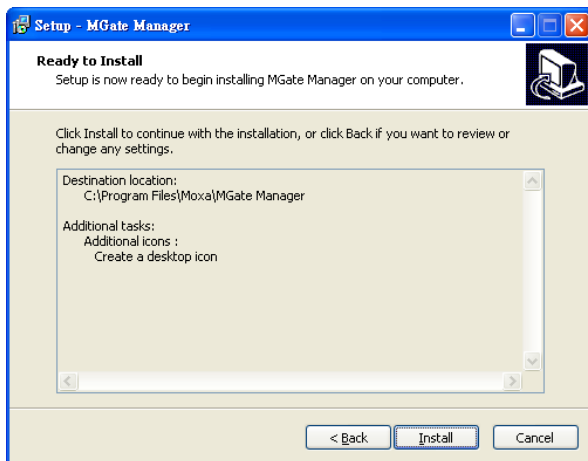 Setup - MGate Manager
Ready to Install
Setup is now ready to begin installing MGate Manager on your computer.
Click Install to continue with the installation, or click Back if you want to review or
change any settings.
Destination location:
C:\Program Files\Moxa\MGate Manager
Additional tasks:
Additional icons :
Create a desktop icon
< Back
Install
Cancel